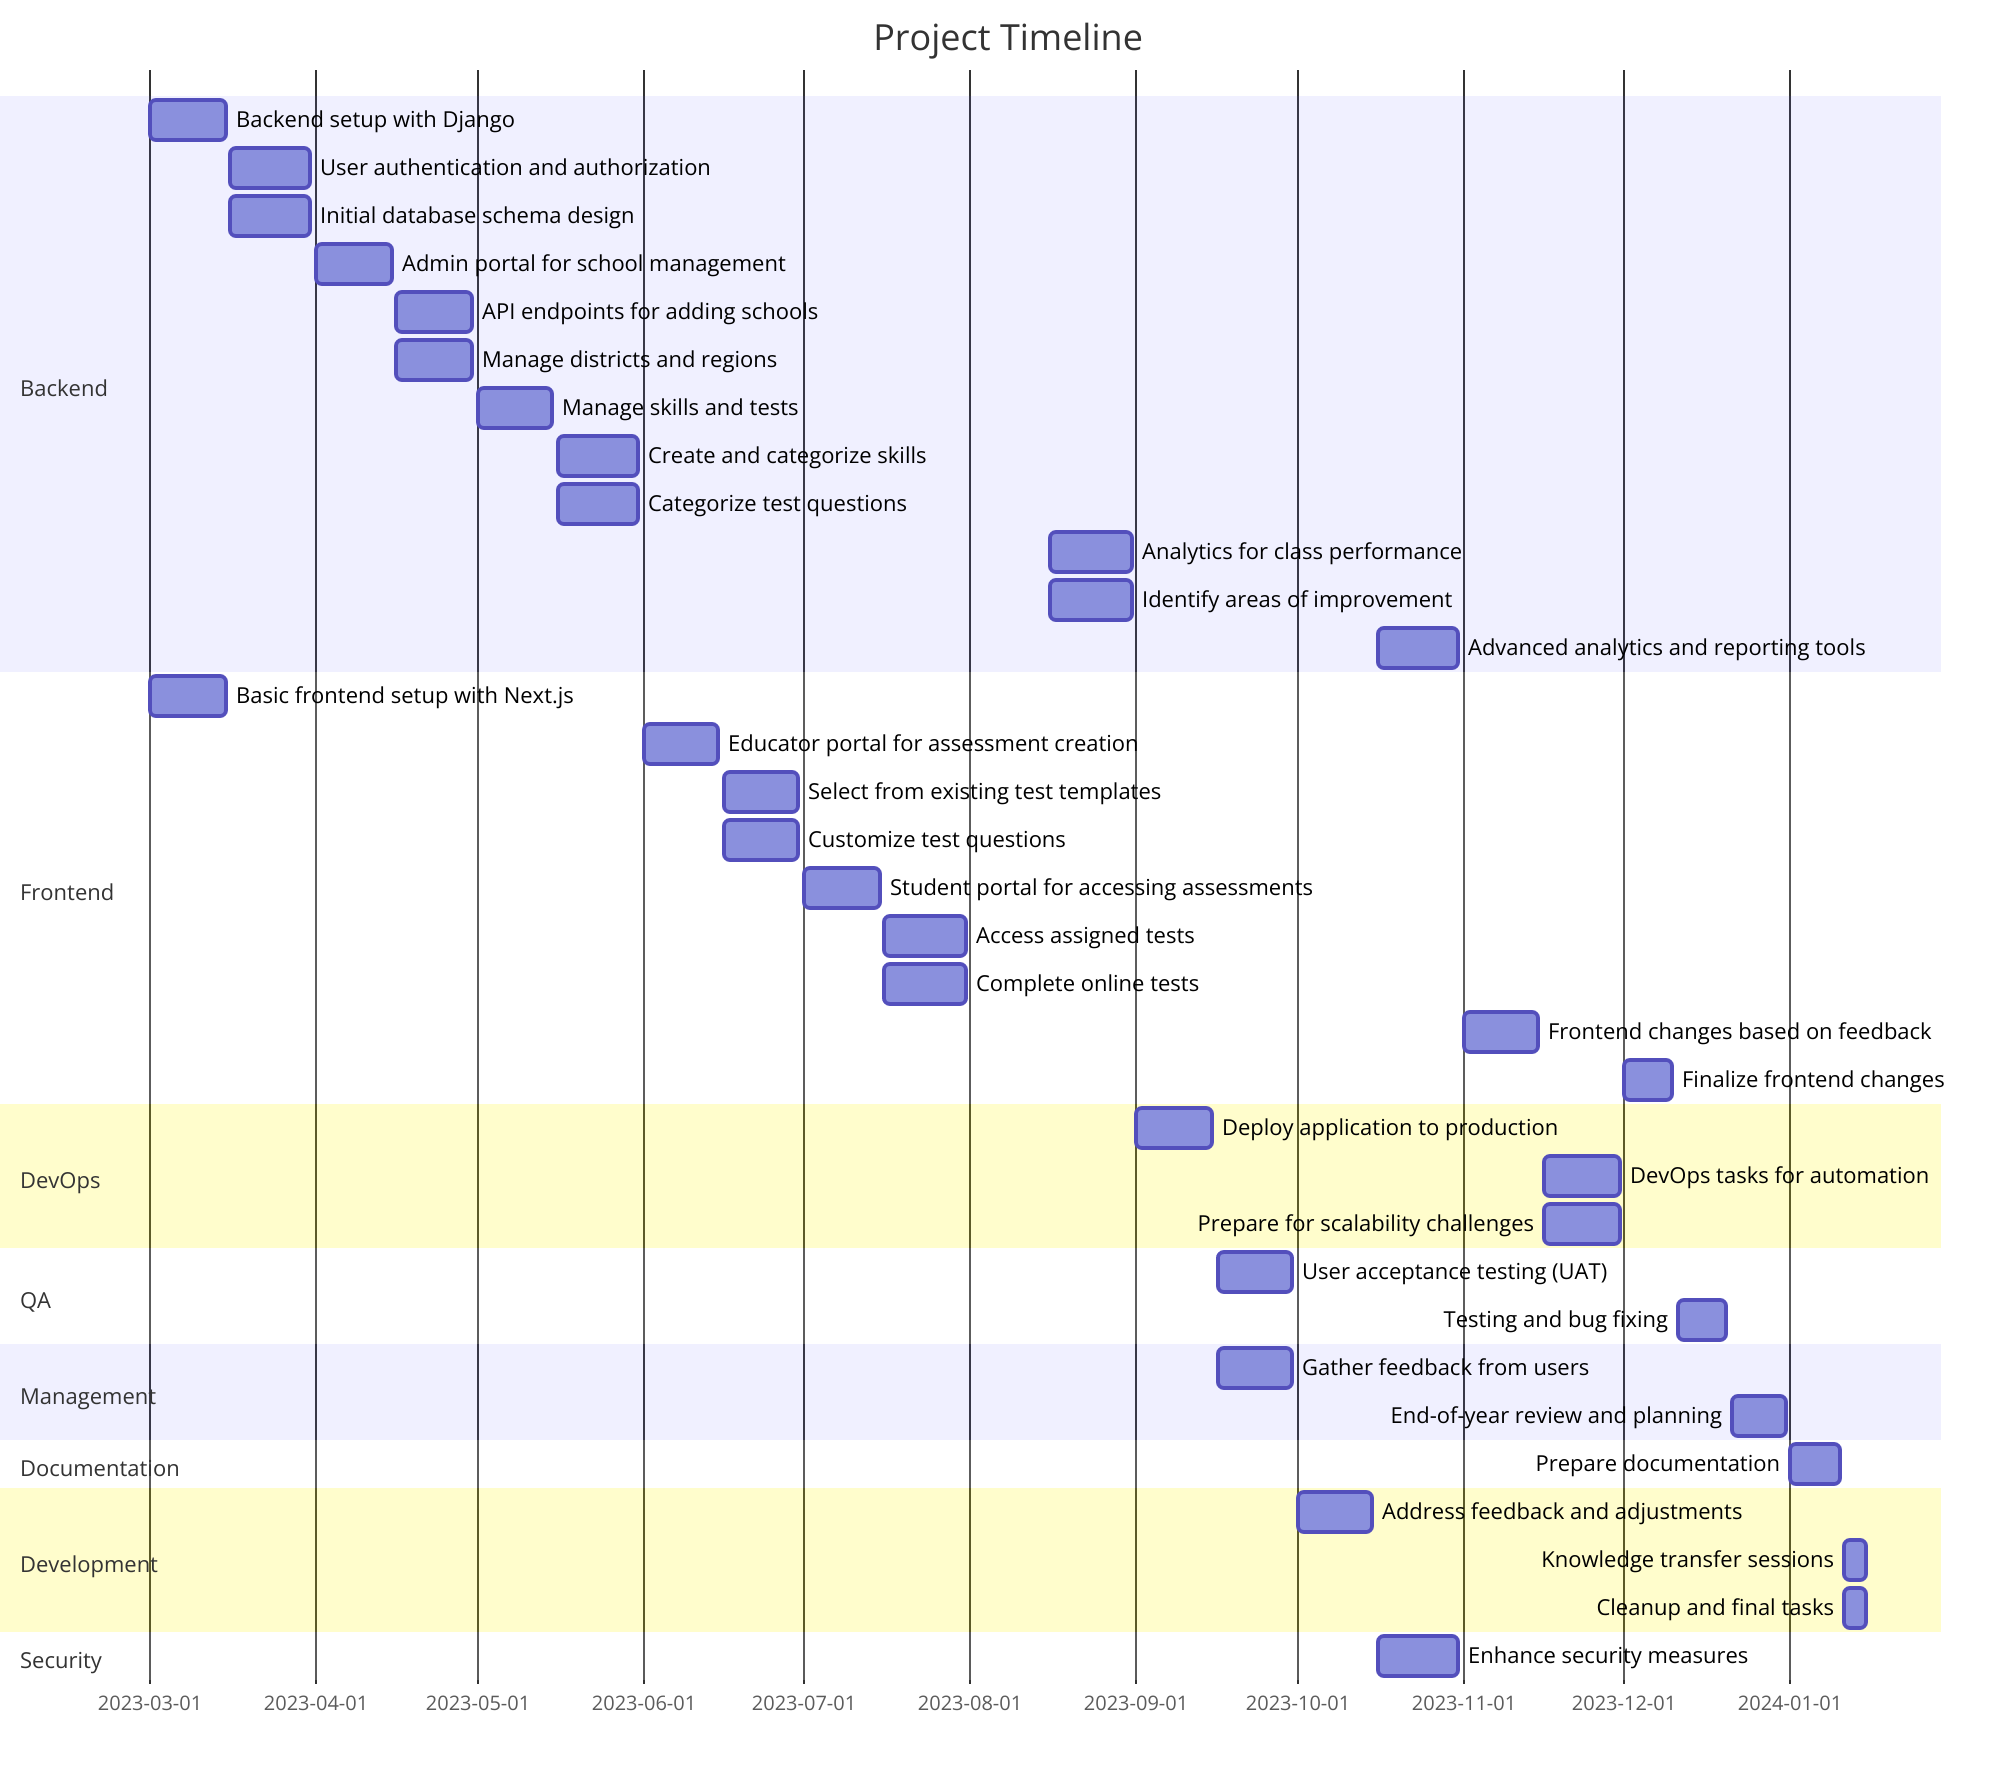 Project Timeline
Backend
Backend setup with Django
User authentication and authorization
Initial database schema design
Admin portal for school management
API endpoints for adding schools
Manage districts and regions
Manage skills and tests
Create and categorize skills
Categorize test questions
Analytics for class performance
Identify areas of improvement
Advanced analytics and reporting tools
Frontend
Basic frontend setup with Next.js
Educator portal for assessment creation
Select from existing test templates
Customize test questions
Student portal for accessing assessments
Access assigned tests
Complete online tests
Frontend changes based on feedback
Finalize frontend changes
DevOps
Deploy application to production
DevOps tasks for automation
Prepare for scalability challenges
QA
User acceptance testing (UAT)
Testing and bug fixing
Management
Gather feedback from users
End-of-year review and planning
Documentation
Prepare documentation
Development
Address feedback and adjustments
Knowledge transfer sessions
Cleanup and final tasks
Security
Enhance security measures
2023-03-01
2023-04-01
2023-05-01
2023-06-01
2023-07-01
2023-08-01
2023-09-01
2023-10-01
2023-11-01
2023-12-01
2024-01-01